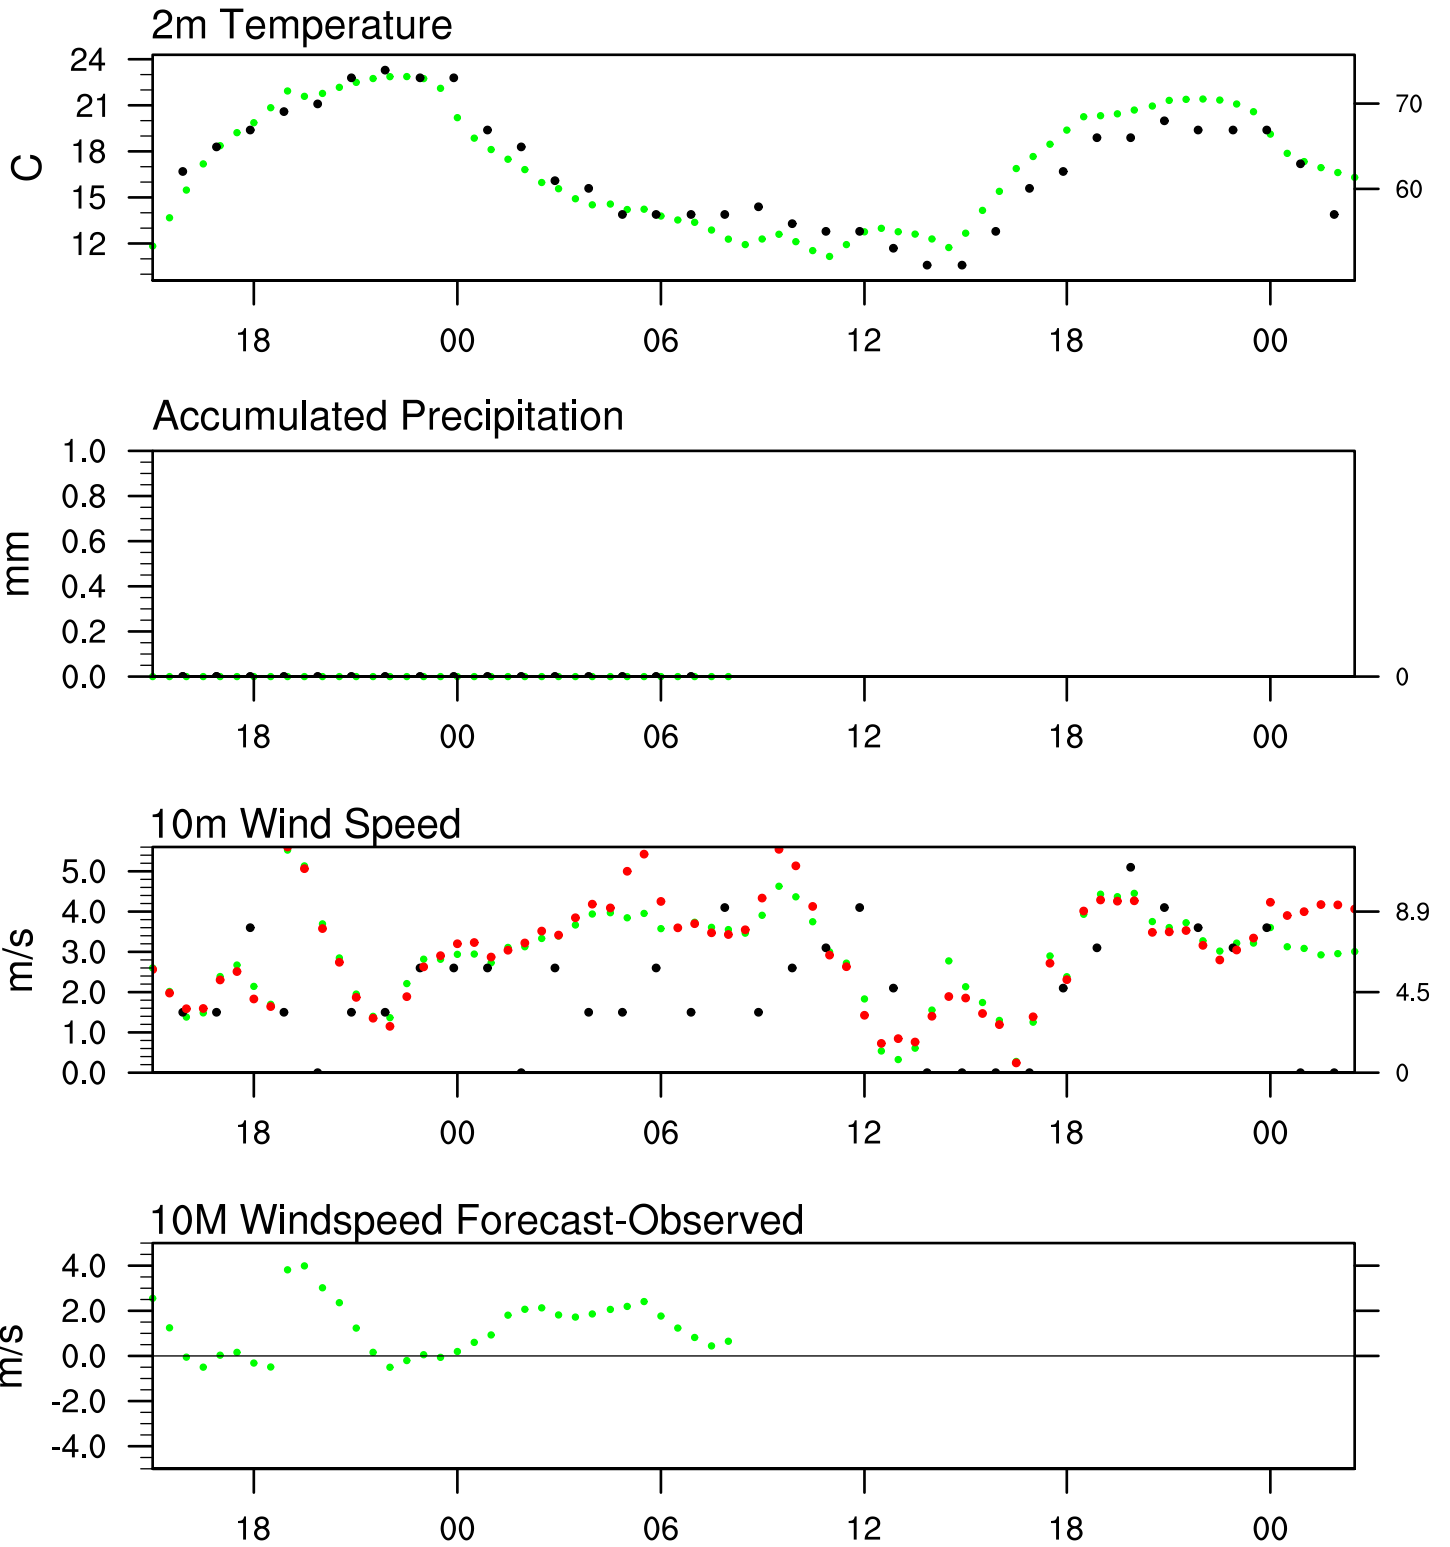 2m Temperature
24
21
18
15
12
C
70
60
18 00 06 12 18 00
Accumulated Precipitation
1.0
0.8
0.6
0.4
0.2
0.0
mm
0
18 00 06 12 18 00
10m Wind Speed
5.0
4.0
3.0
2.0
1.0
0.0
m/s
8.9
4.5
0
18 00 06 12 18 00
10M Windspeed Forecast-Observed
4.0
2.0
0.0
-2.0
-4.0
m/s
18 00 06 12 18 00